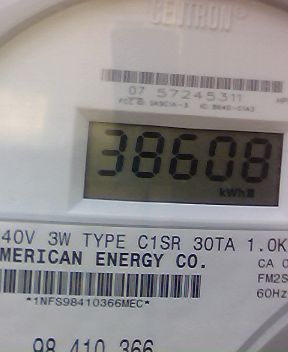 CENTRON®
07 57245311
38608
kWh
40V 3W TYPE C1SR 30TA 1.0K
MERICAN ENERGY CO.
CA 0
FM2S
60Hz
*1NFS98410366MEC*
98 410 366